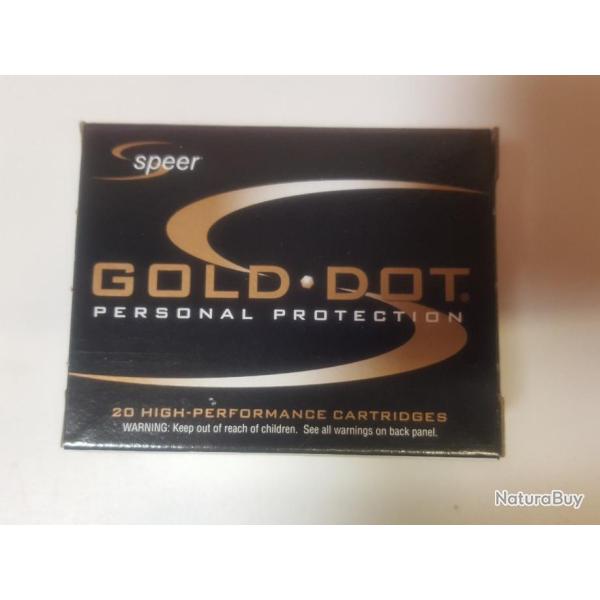 speer
GOLD•DOT®
PERSONAL PROTECTION
20 HIGH-PERFORMANCE CARTRIDGES
WARNING: Keep out of reach of children. See all warnings on back panel.
NaturaBuy